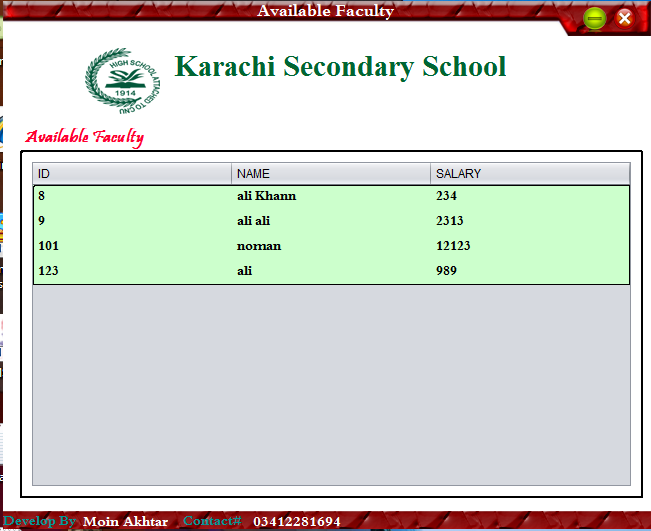 Available Faculty
HIGH SCHOOL ATTACHED TO CNU
1914
Karachi Secondary School
Available Faculty
ID NAME SALARY
8 ali Khann 234
9 ali ali 2313
101 noman 12123
123 ali 989
Develop By Moin Akhtar Contact# 03412281694